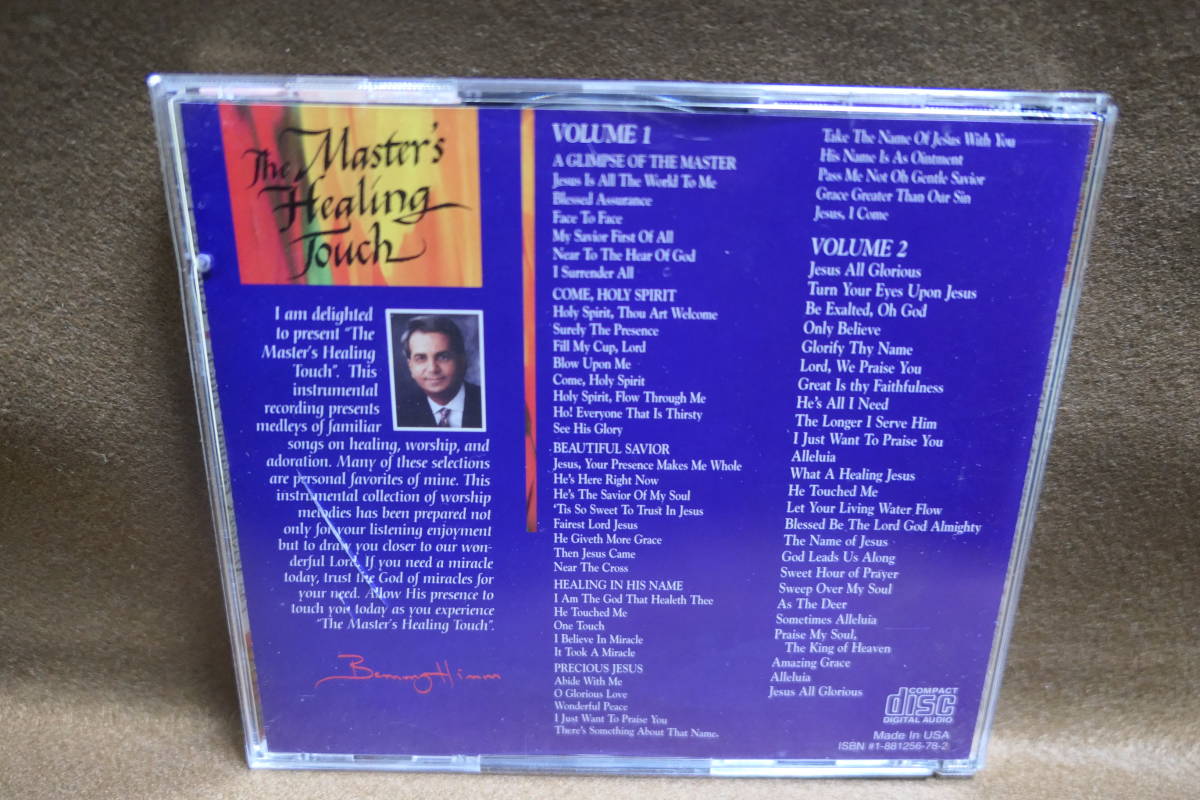 The Master's
Healing
Touch
I am delighted
to present "The
Master's Healing
Touch". This
instrumental
recording presents
medleys of familiar
songs on healing, worship, and
adoration. Many of these selections
are personal favorites of mine. This
instrumental collection of worship
melodies has been prepared not
only for your listening enjoyment
but to draw you closer to our won-
derful Lord. If you need a miracle
today, trust the God of miracles for
your need. Allow His presence to
touch you today as you experience
"The Master's Healing Touch".
Benny Hinn
VOLUME 1
A GLIMPSE OF THE MASTER
Jesus Is All The World To Me
Blessed Assurance
Face To Face
My Savior First Of All
Near To The Hear Of God
I Surrender All
COME, HOLY SPIRIT
Holy Spirit, Thou Art Welcome
Surely The Presence
Fill My Cup, Lord
Blow Upon Me
Come, Holy Spirit
Holy Spirit, Flow Through Me
Ho! Everyone That Is Thirsty
See His Glory
BEAUTIFUL SAVIOR
Jesus, Your Presence Makes Me Whole
He's Here Right Now
He's The Savior Of My Soul
'Tis So Sweet To Trust In Jesus
Fairest Lord Jesus
He Giveth More Grace
Then Jesus Came
Near The Cross
HEALING IN HIS NAME
I Am The God That Healeth Thee
He Touched Me
One Touch
I Believe In Miracle
It Took A Miracle
PRECIOUS JESUS
Abide With Me
O Glorious Love
Wonderful Peace
I Just Want To Praise You
There's Something About That Name.
Take The Name Of Jesus With You
His Name Is As Ointment
Pass Me Not Oh Gentle Savior
Grace Greater Than Our Sin
Jesus, I Come
VOLUME 2
Jesus All Glorious
Turn Your Eyes Upon Jesus
Be Exalted, Oh God
Only Believe
Glorify Thy Name
Lord, We Praise You
Great Is thy Faithfulness
He's All I Need
The Longer I Serve Him
I Just Want To Praise You
Alleluia
What A Healing Jesus
He Touched Me
Let Your Living Water Flow
Blessed Be The Lord God Almighty
The Name of Jesus
God Leads Us Along
Sweet Hour of Prayer
Sweep Over My Soul
As The Deer
Sometimes Alleluia
Praise My Soul,
The King of Heaven
Amazing Grace
Alleluia
Jesus All Glorious
COMPACT
disc
DIGITAL AUDIO
Made In USA
ISBN #1-881256-78-2